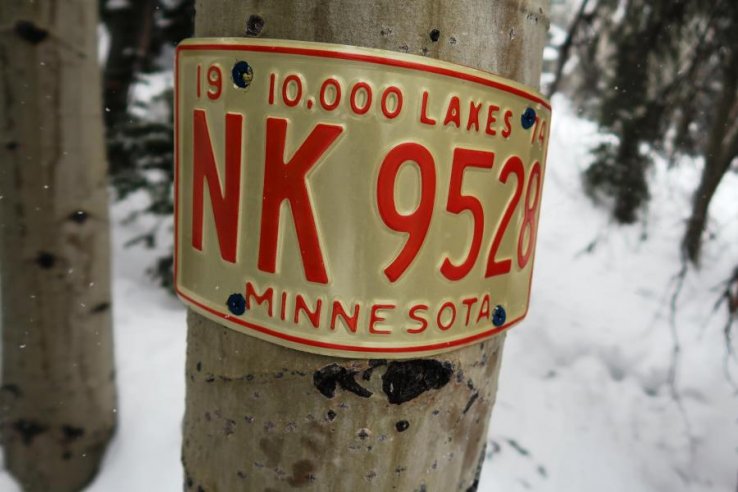 19 10,000 LAKES 74
NK 9528
MINNESOTA